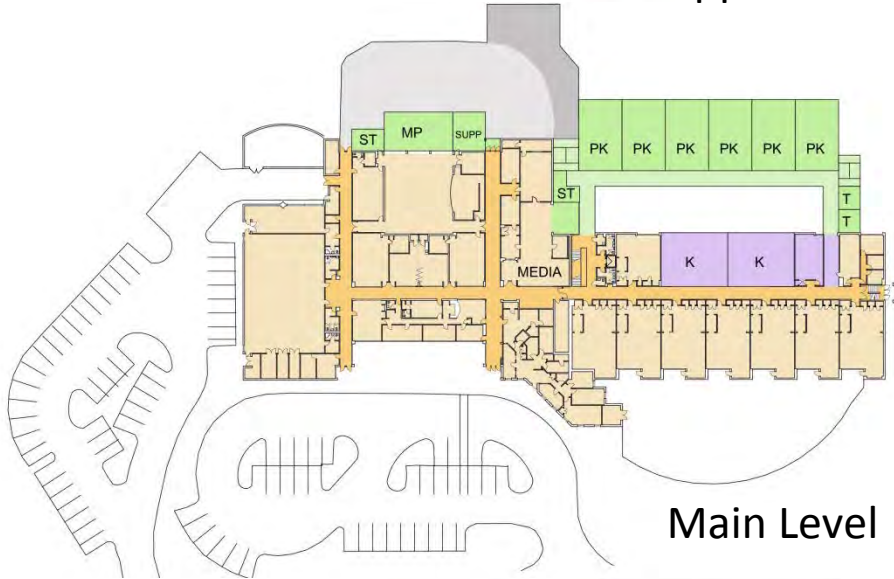 ST MP SUPP
PK PK PK PK PK PK
ST
T
T
MEDIA
K K
Main Level